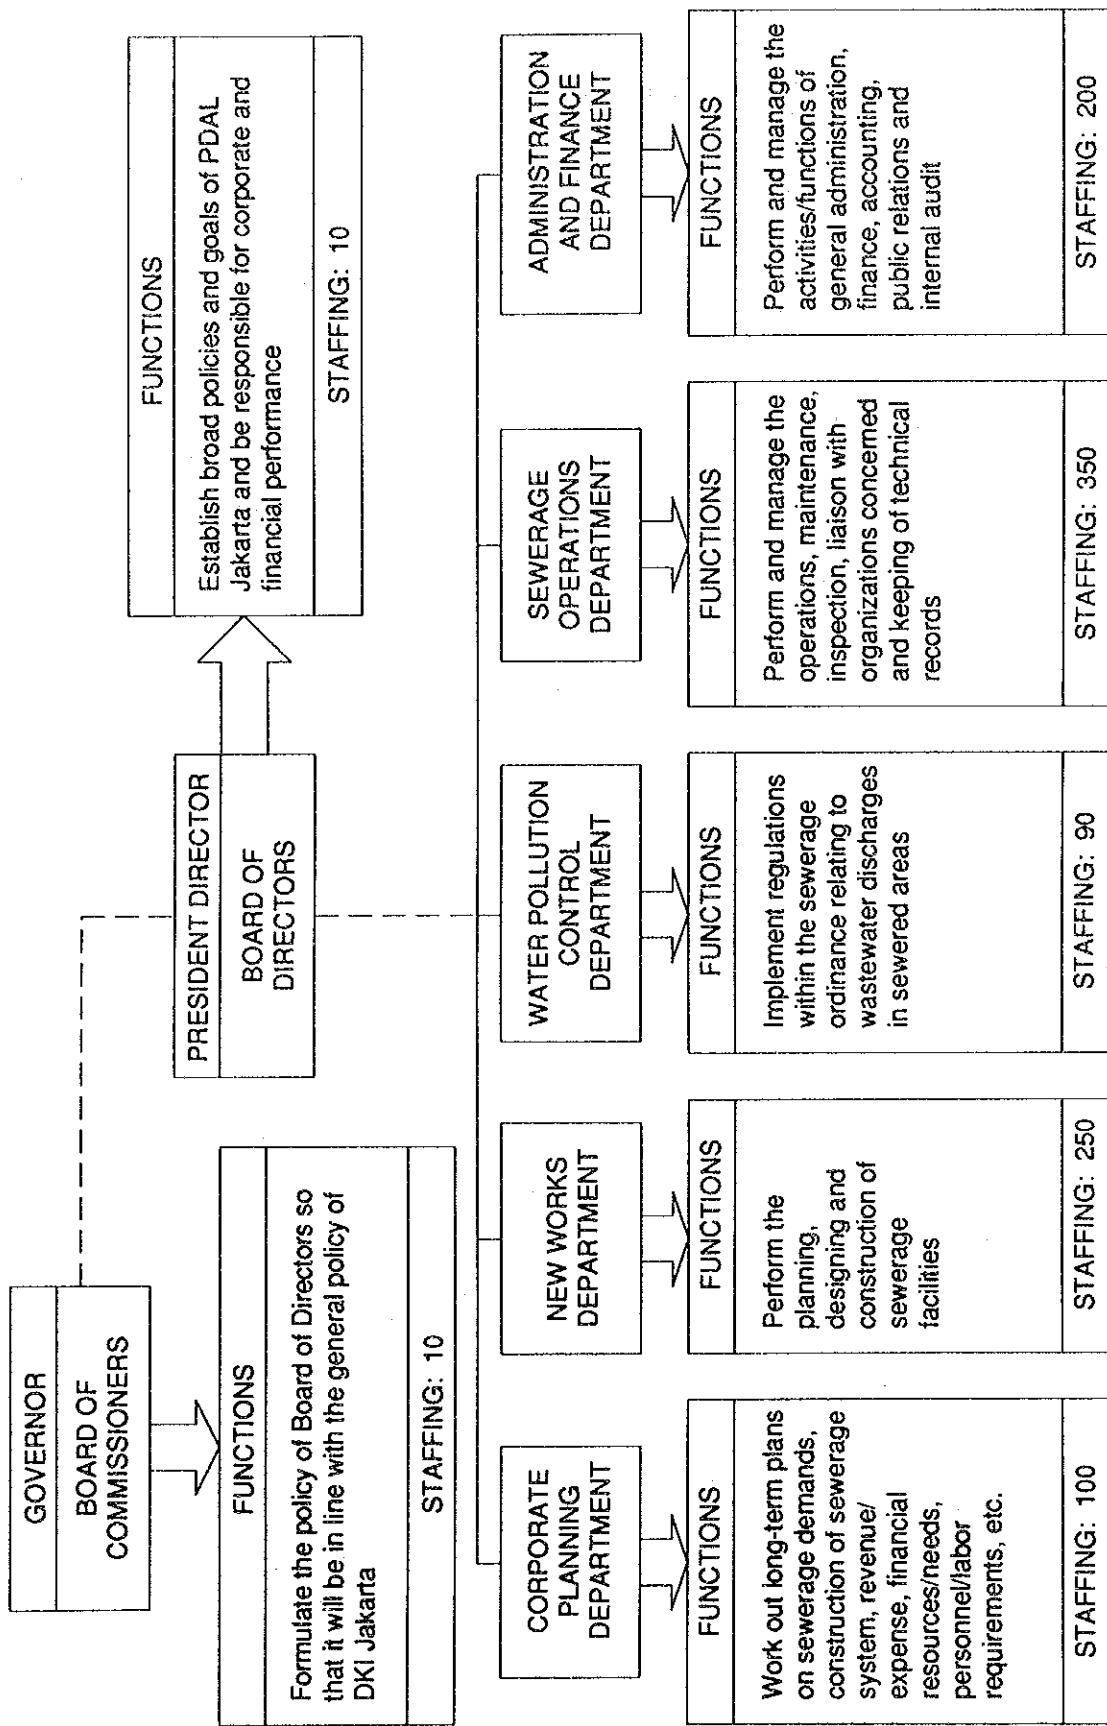 GOVERNOR
BOARD OF
COMMISSIONERS
FUNCTIONS
Formulate the policy of Board of Directors so
that it will be in line with the general policy of
DKI Jakarta
STAFFING: 10
PRESIDENT DIRECTOR
BOARD OF
DIRECTORS
FUNCTIONS
Establish broad policies and goals of PDAL
Jakarta and be responsible for corporate and
financial performance
STAFFING: 10
CORPORATE
PLANNING
DEPARTMENT
FUNCTIONS
Work out long-term plans
on sewerage demands,
construction of sewerage
system, revenue/
expense, financial
resources/needs,
personnel/labor
requirements, etc.
STAFFING: 100
NEW WORKS
DEPARTMENT
FUNCTIONS
Perform the
planning,
designing and
construction of
sewerage
facilities
STAFFING: 250
WATER POLLUTION
CONTROL
DEPARTMENT
FUNCTIONS
Implement regulations
within the sewerage
ordinance relating to
wastewater discharges
in sewered areas
STAFFING: 90
SEWERAGE
OPERATIONS
DEPARTMENT
FUNCTIONS
Perform and manage the
operations, maintenance,
inspection, liaison with
organizations concerned
and keeping of technical
records
STAFFING: 350
ADMINISTRATION
AND FINANCE
DEPARTMENT
FUNCTIONS
Perform and manage the
activities/functions of
general administration,
finance, accounting,
public relations and
internal audit
STAFFING: 200